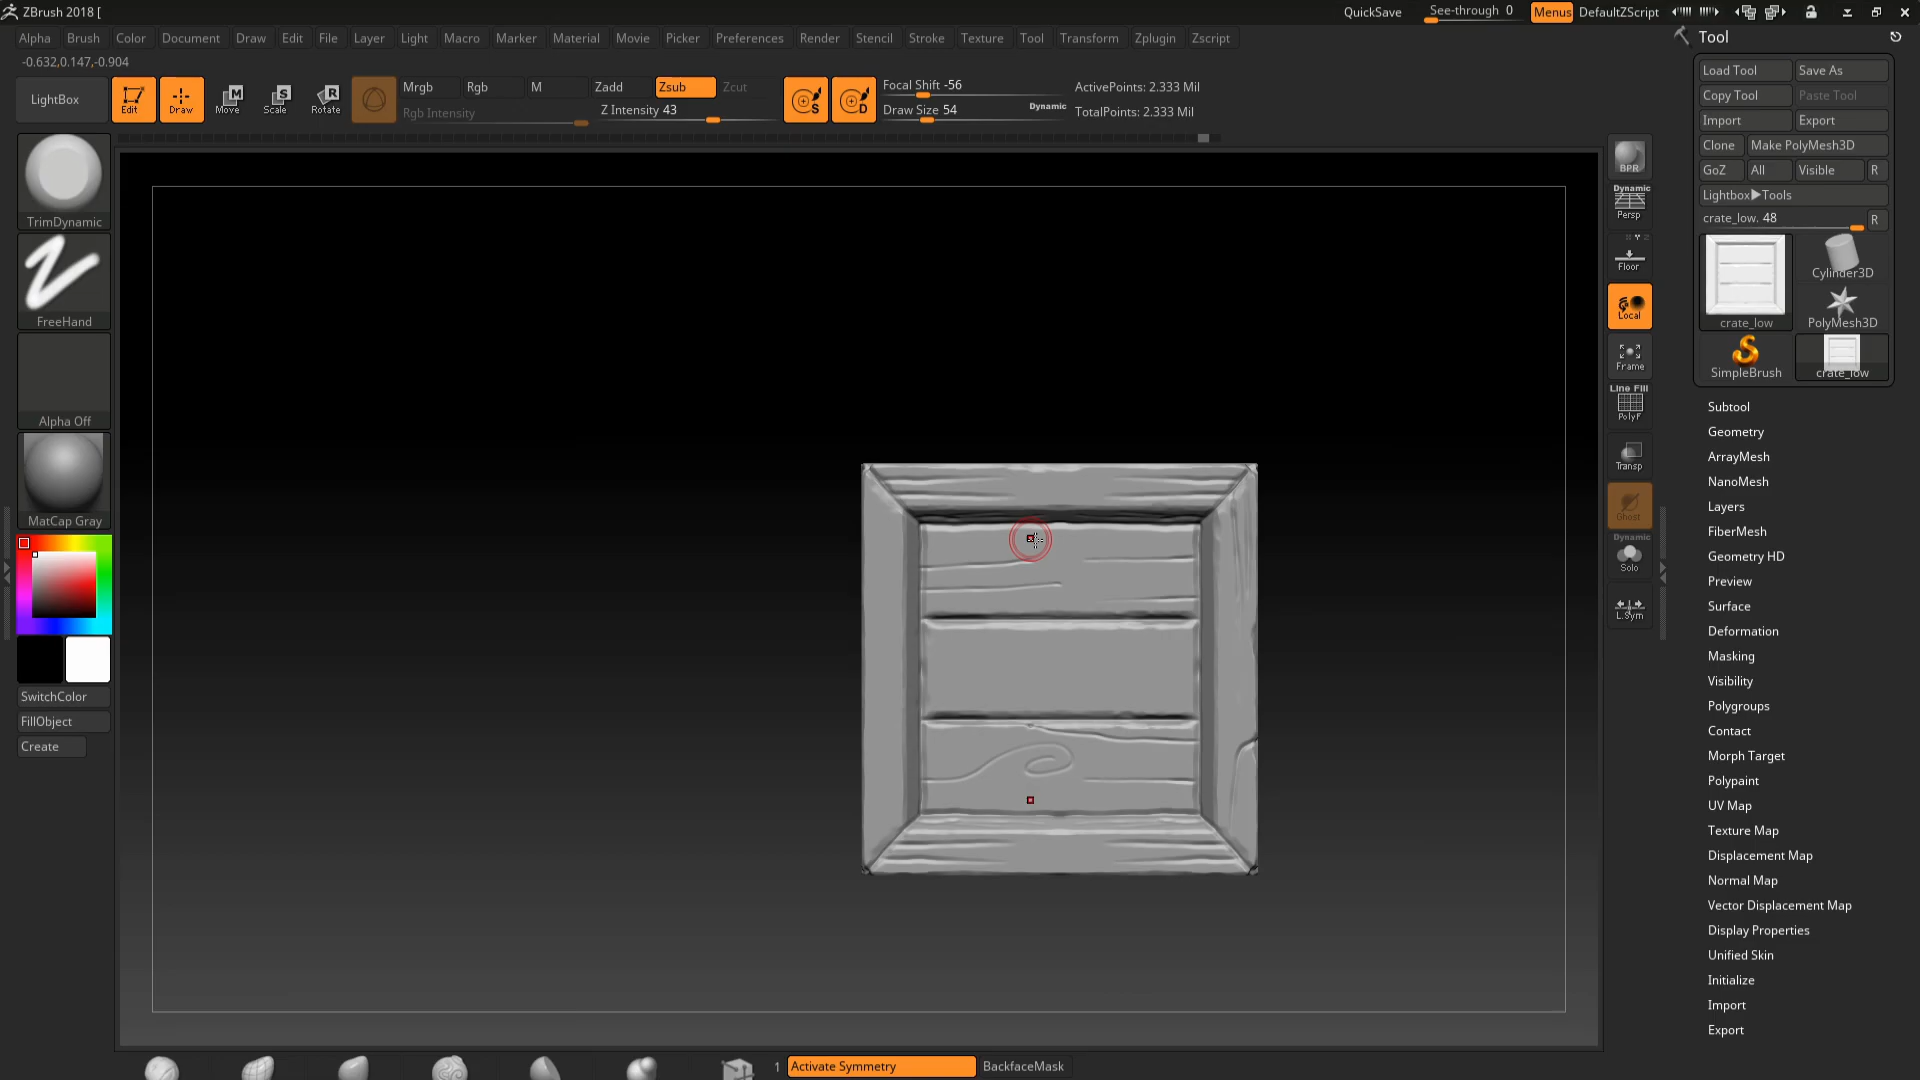 ZBrush 2018 [
QuickSave
See-through 0
Menus
DefaultZScript
Alpha Brush Color Document Draw Edit File Layer Light Macro Marker Material Movie Picker Preferences Render Stencil Stroke Texture Tool Transform Zplugin Zscript
-0.632,0.147,-0.904
LightBox
Edit
Draw
Move
Scale
Rotate
Mrgb Rgb M
Rgb Intensity
Zadd Zsub Zcut
Z Intensity 43
Focal Shift -56
Draw Size 54
Dynamic
ActivePoints: 2.333 Mil
TotalPoints: 2.333 Mil
TrimDynamic
FreeHand
Alpha Off
MatCap Gray
SwitchColor
FillObject
Create
BPR
Dynamic
Persp
Floor
Local
Frame
Line Fill
PolyF
Transp
Ghost
Dynamic
Solo
L.Sym
Tool
Load Tool Save As
Copy Tool Paste Tool
Import Export
Clone Make PolyMesh3D
GoZ All Visible R
Lightbox▶Tools
crate_low. 48 R
crate_low
Cylinder3D
PolyMesh3D
SimpleBrush
crate_low
Subtool
Geometry
ArrayMesh
NanoMesh
Layers
FiberMesh
Geometry HD
Preview
Surface
Deformation
Masking
Visibility
Polygroups
Contact
Morph Target
Polypaint
UV Map
Texture Map
Displacement Map
Normal Map
Vector Displacement Map
Display Properties
Unified Skin
Initialize
Import
Export
1
Activate Symmetry
BackfaceMask